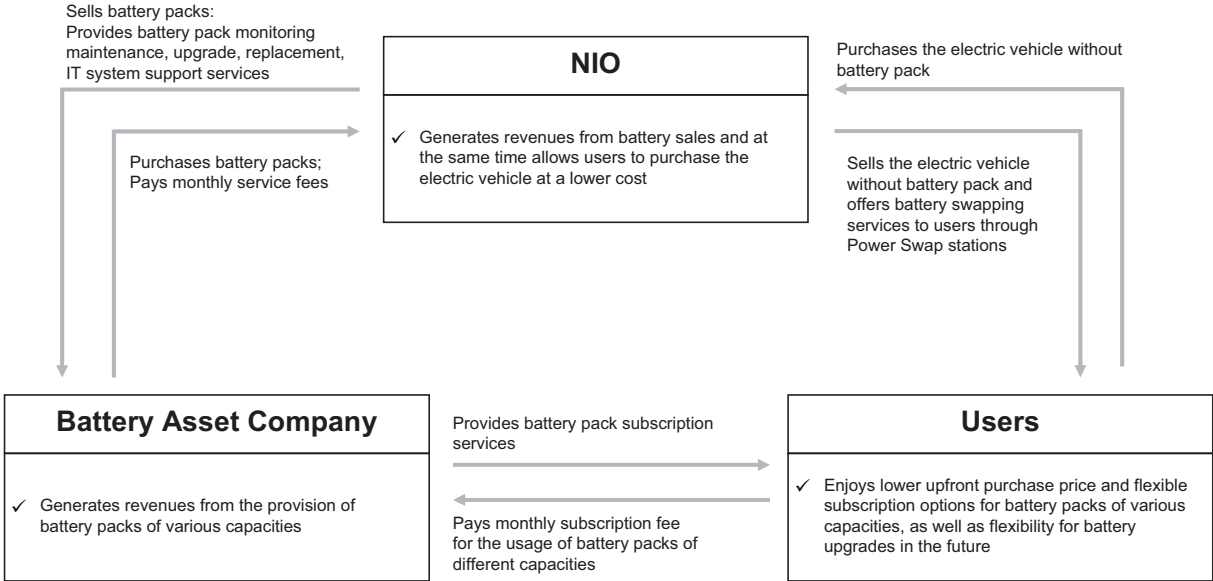 Sells battery packs:
Provides battery pack monitoring
maintenance, upgrade, replacement,
IT system support services
NIO
✓ Generates revenues from battery sales and at
the same time allows users to purchase the
electric vehicle at a lower cost
Purchases the electric vehicle without
battery pack
Purchases battery packs;
Pays monthly service fees
Sells the electric vehicle
without battery pack and
offers battery swapping
services to users through
Power Swap stations
Battery Asset Company
✓ Generates revenues from the provision of
battery packs of various capacities
Provides battery pack subscription
services
Pays monthly subscription fee
for the usage of battery packs of
different capacities
Users
✓ Enjoys lower upfront purchase price and flexible
subscription options for battery packs of various
capacities, as well as flexibility for battery
upgrades in the future